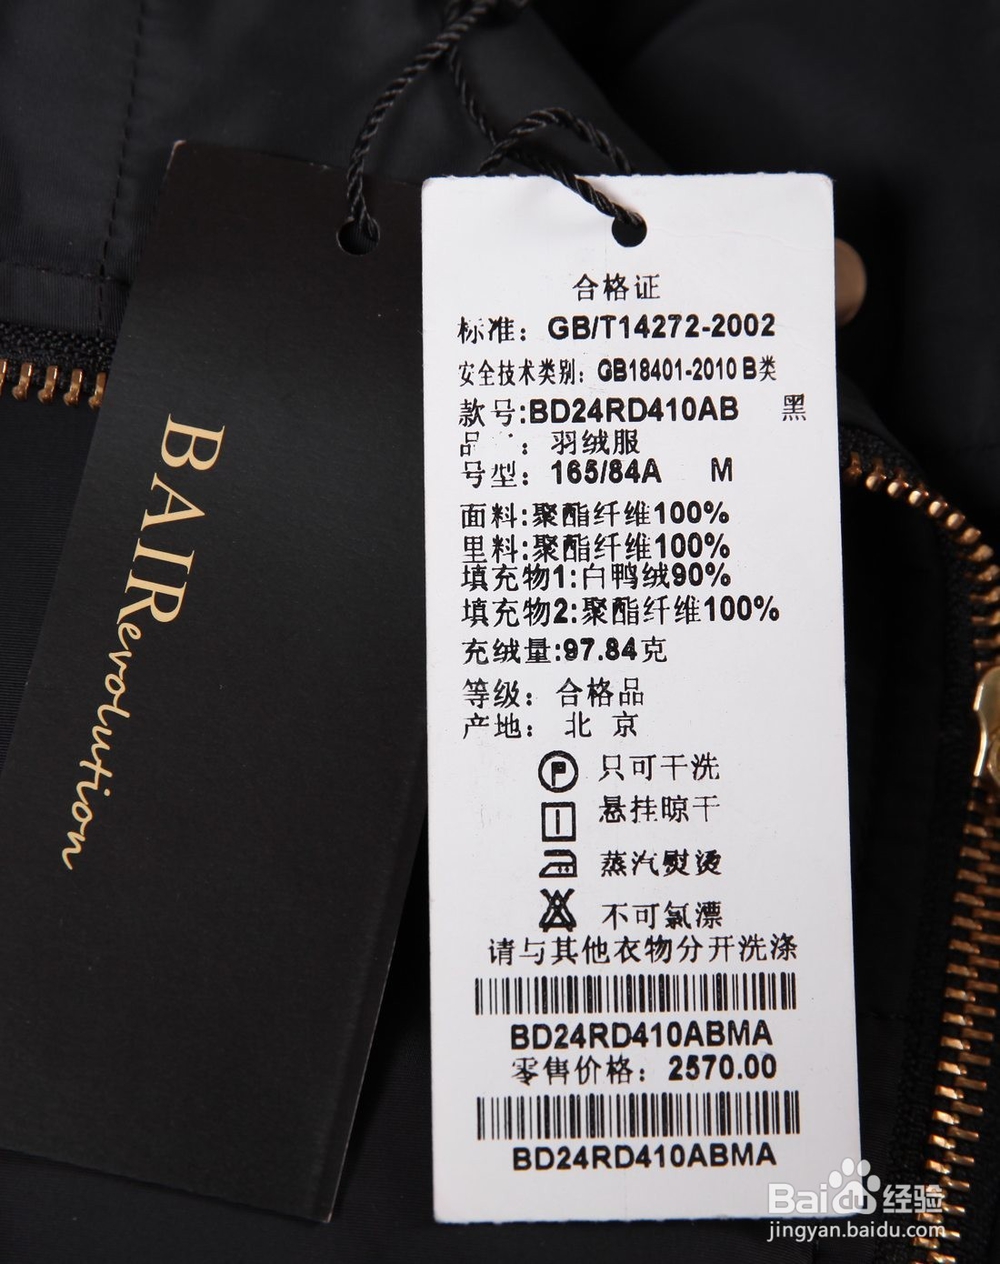 BAIRevolution
合格证
标准：GB/T14272-2002
安全技术类别：GB18401-2010 B类
款号:BD24RD410AB 黑
品 ：羽绒服
号型：165/84A M
面料:聚酯纤维100%
里料:聚酯纤维100%
填充物1:白鸭绒90%
填充物2:聚酯纤维100%
充绒量:97.84克
等级：合格品
产地：北 京
P 只可干洗
悬挂晾干
蒸汽熨烫
不可氯漂
请与其他衣物分开洗涤
BD24RD410ABMA
零售价格：2570.00
BD24RD410ABMA
Baidu经验
jingyan.baidu.com